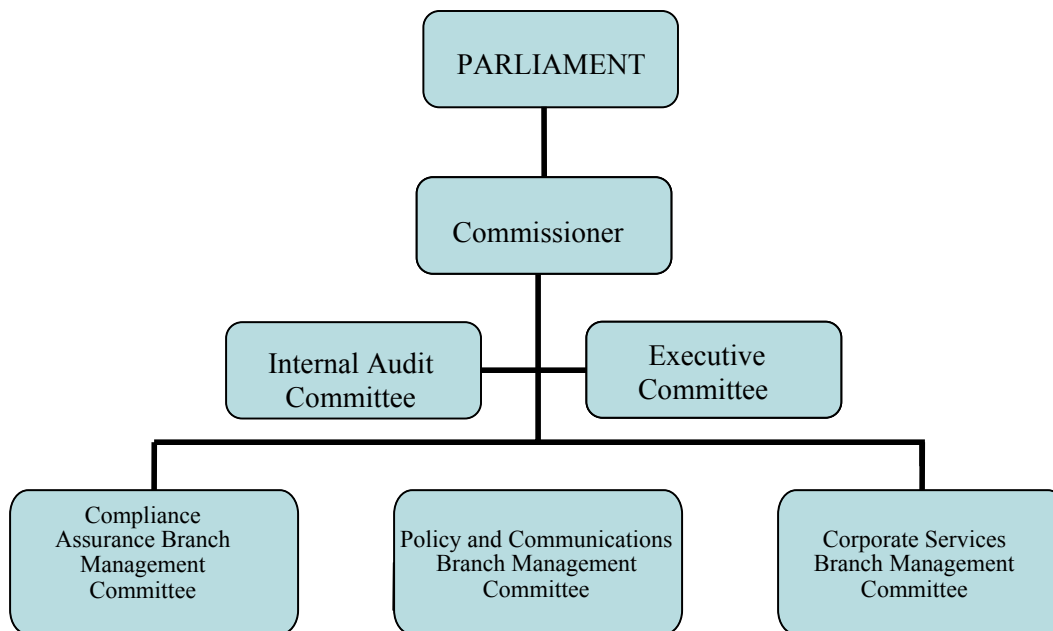 PARLIAMENT
Commissioner
Internal Audit
Committee
Executive
Committee
Compliance
Assurance Branch
Management
Committee
Policy and Communications
Branch Management
Committee
Corporate Services
Branch Management
Committee